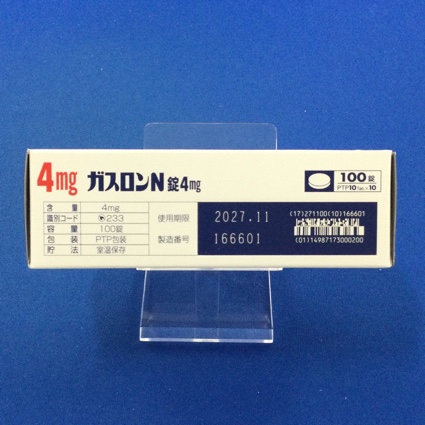 4mg ガスロンN錠4mg
100錠
PTP10Tab.×10
含量 4mg
識別コード 233
容量 100錠
包装 PTP包装
貯法 室温保存
使用期限 2027.11
製造番号 166601
(17)271100(10)166601
(01)14987173000200